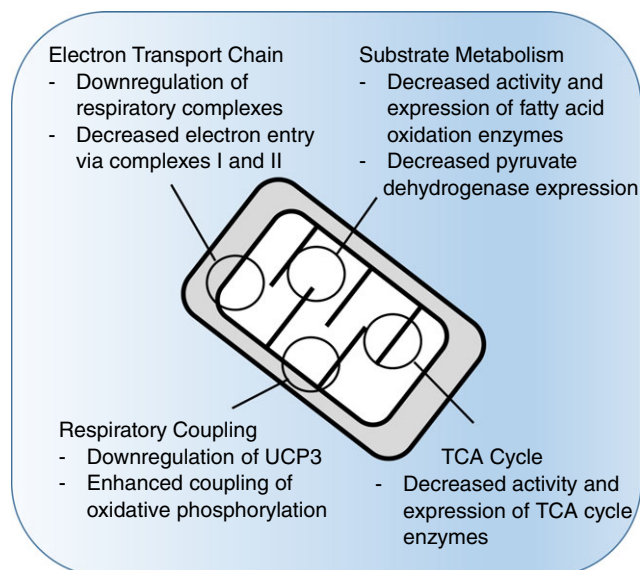 Electron Transport Chain
- Downregulation of
respiratory complexes
- Decreased electron entry
via complexes I and II
Substrate Metabolism
- Decreased activity and
expression of fatty acid
oxidation enzymes
- Decreased pyruvate
dehydrogenase expression
Respiratory Coupling
- Downregulation of UCP3
- Enhanced coupling of
oxidative phosphorylation
TCA Cycle
- Decreased activity and
expression of TCA cycle
enzymes